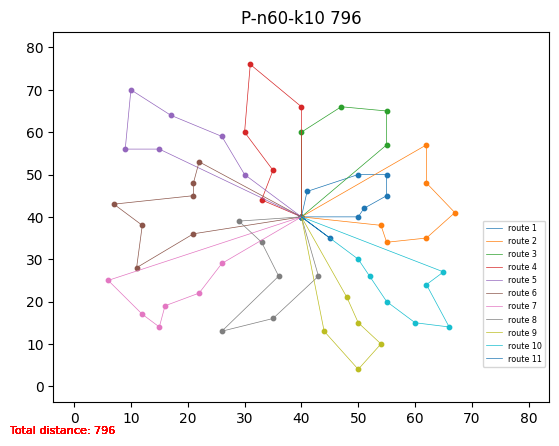 P-n60-k10 796
80
70
60
50
40
30
20
10
0
0 10 20 30 40 50 60 70 80
route 1
route 2
route 3
route 4
route 5
route 6
route 7
route 8
route 9
route 10
route 11
Total distance: 796